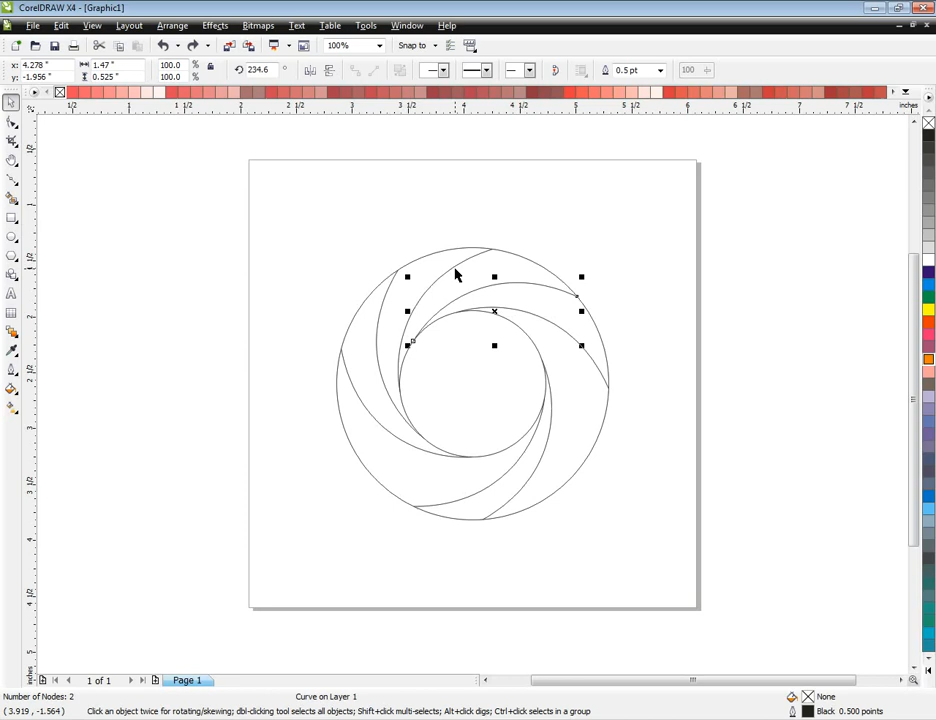 CorelDRAW X4 - [Graphic1]
File Edit View Layout Arrange Effects Bitmaps Text Table Tools Window Help
100% Snap to
x: 4.278 " 1.47 " 100.0 % 234.6 ° 0.5 pt 100
y: -1.956 " 0.525 " 100.0 %
1/2 1 1 1/2 2 2 1/2 3 3 1/2 4 4 1/2 5 5 1/2 6 6 1/2 7 7 1/2 inches
1 of 1 Page 1
Number of Nodes: 2 Curve on Layer 1 None
( 3.919 , -1.564 ) Click an object twice for rotating/skewing; dbl-clicking tool selects all objects; Shift+click multi-selects; Alt+click digs; Ctrl+click selects in a group Black 0.500 points